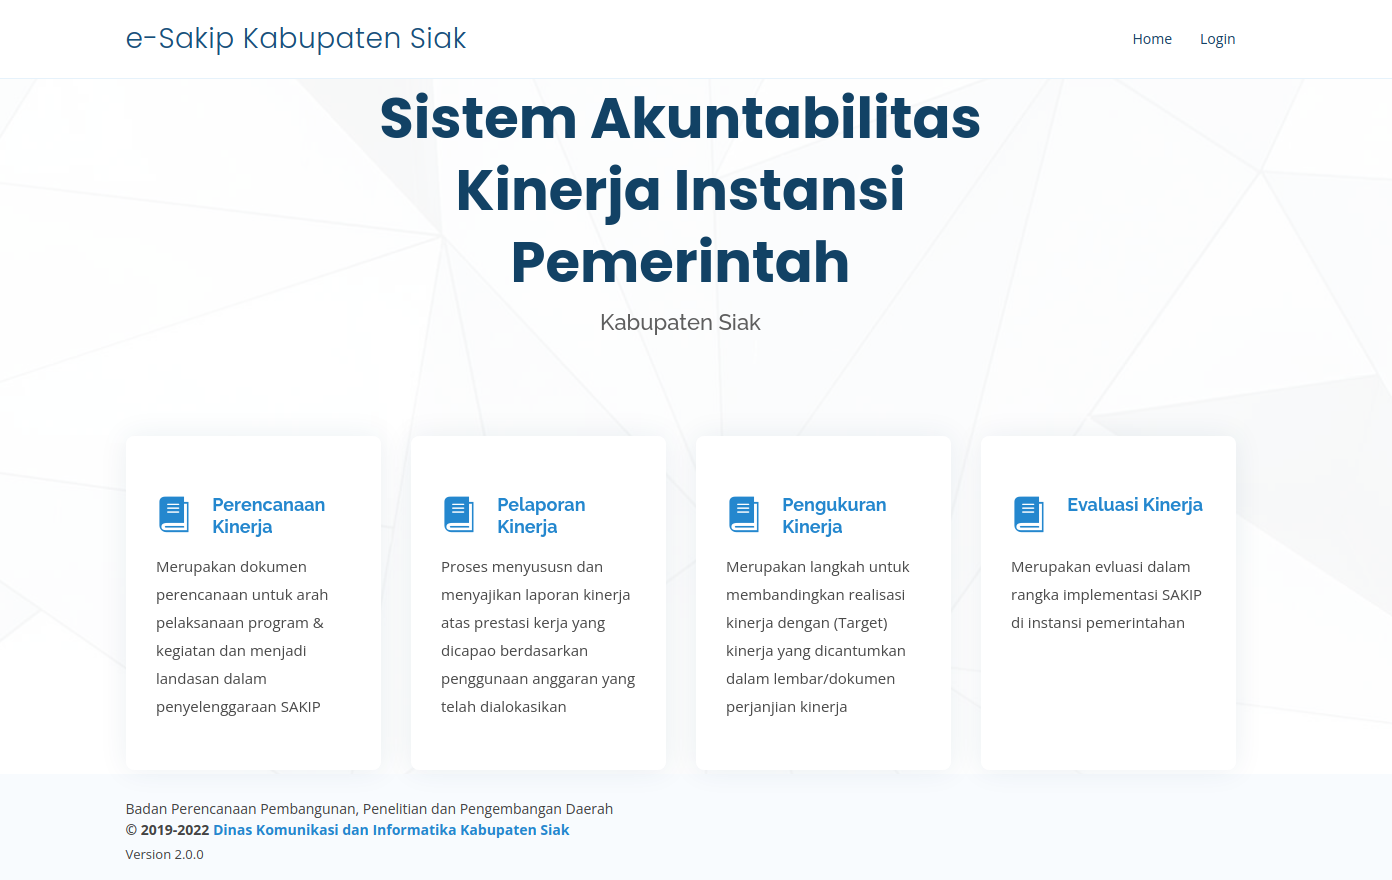 e-Sakip Kabupaten Siak
Home
Login
Sistem Akuntabilitas
Kinerja Instansi
Pemerintah
Kabupaten Siak
Perencanaan
Kinerja
Merupakan dokumen
perencanaan untuk arah
pelaksanaan program &
kegiatan dan menjadi
landasan dalam
penyelenggaraan SAKIP
Pelaporan
Kinerja
Proses menyususn dan
menyajikan laporan kinerja
atas prestasi kerja yang
dicapao berdasarkan
penggunaan anggaran yang
telah dialokasikan
Pengukuran
Kinerja
Merupakan langkah untuk
membandingkan realisasi
kinerja dengan (Target)
kinerja yang dicantumkan
dalam lembar/dokumen
perjanjian kinerja
Evaluasi Kinerja
Merupakan evluasi dalam
rangka implementasi SAKIP
di instansi pemerintahan
Badan Perencanaan Pembangunan, Penelitian dan Pengembangan Daerah
© 2019-2022 Dinas Komunikasi dan Informatika Kabupaten Siak
Version 2.0.0